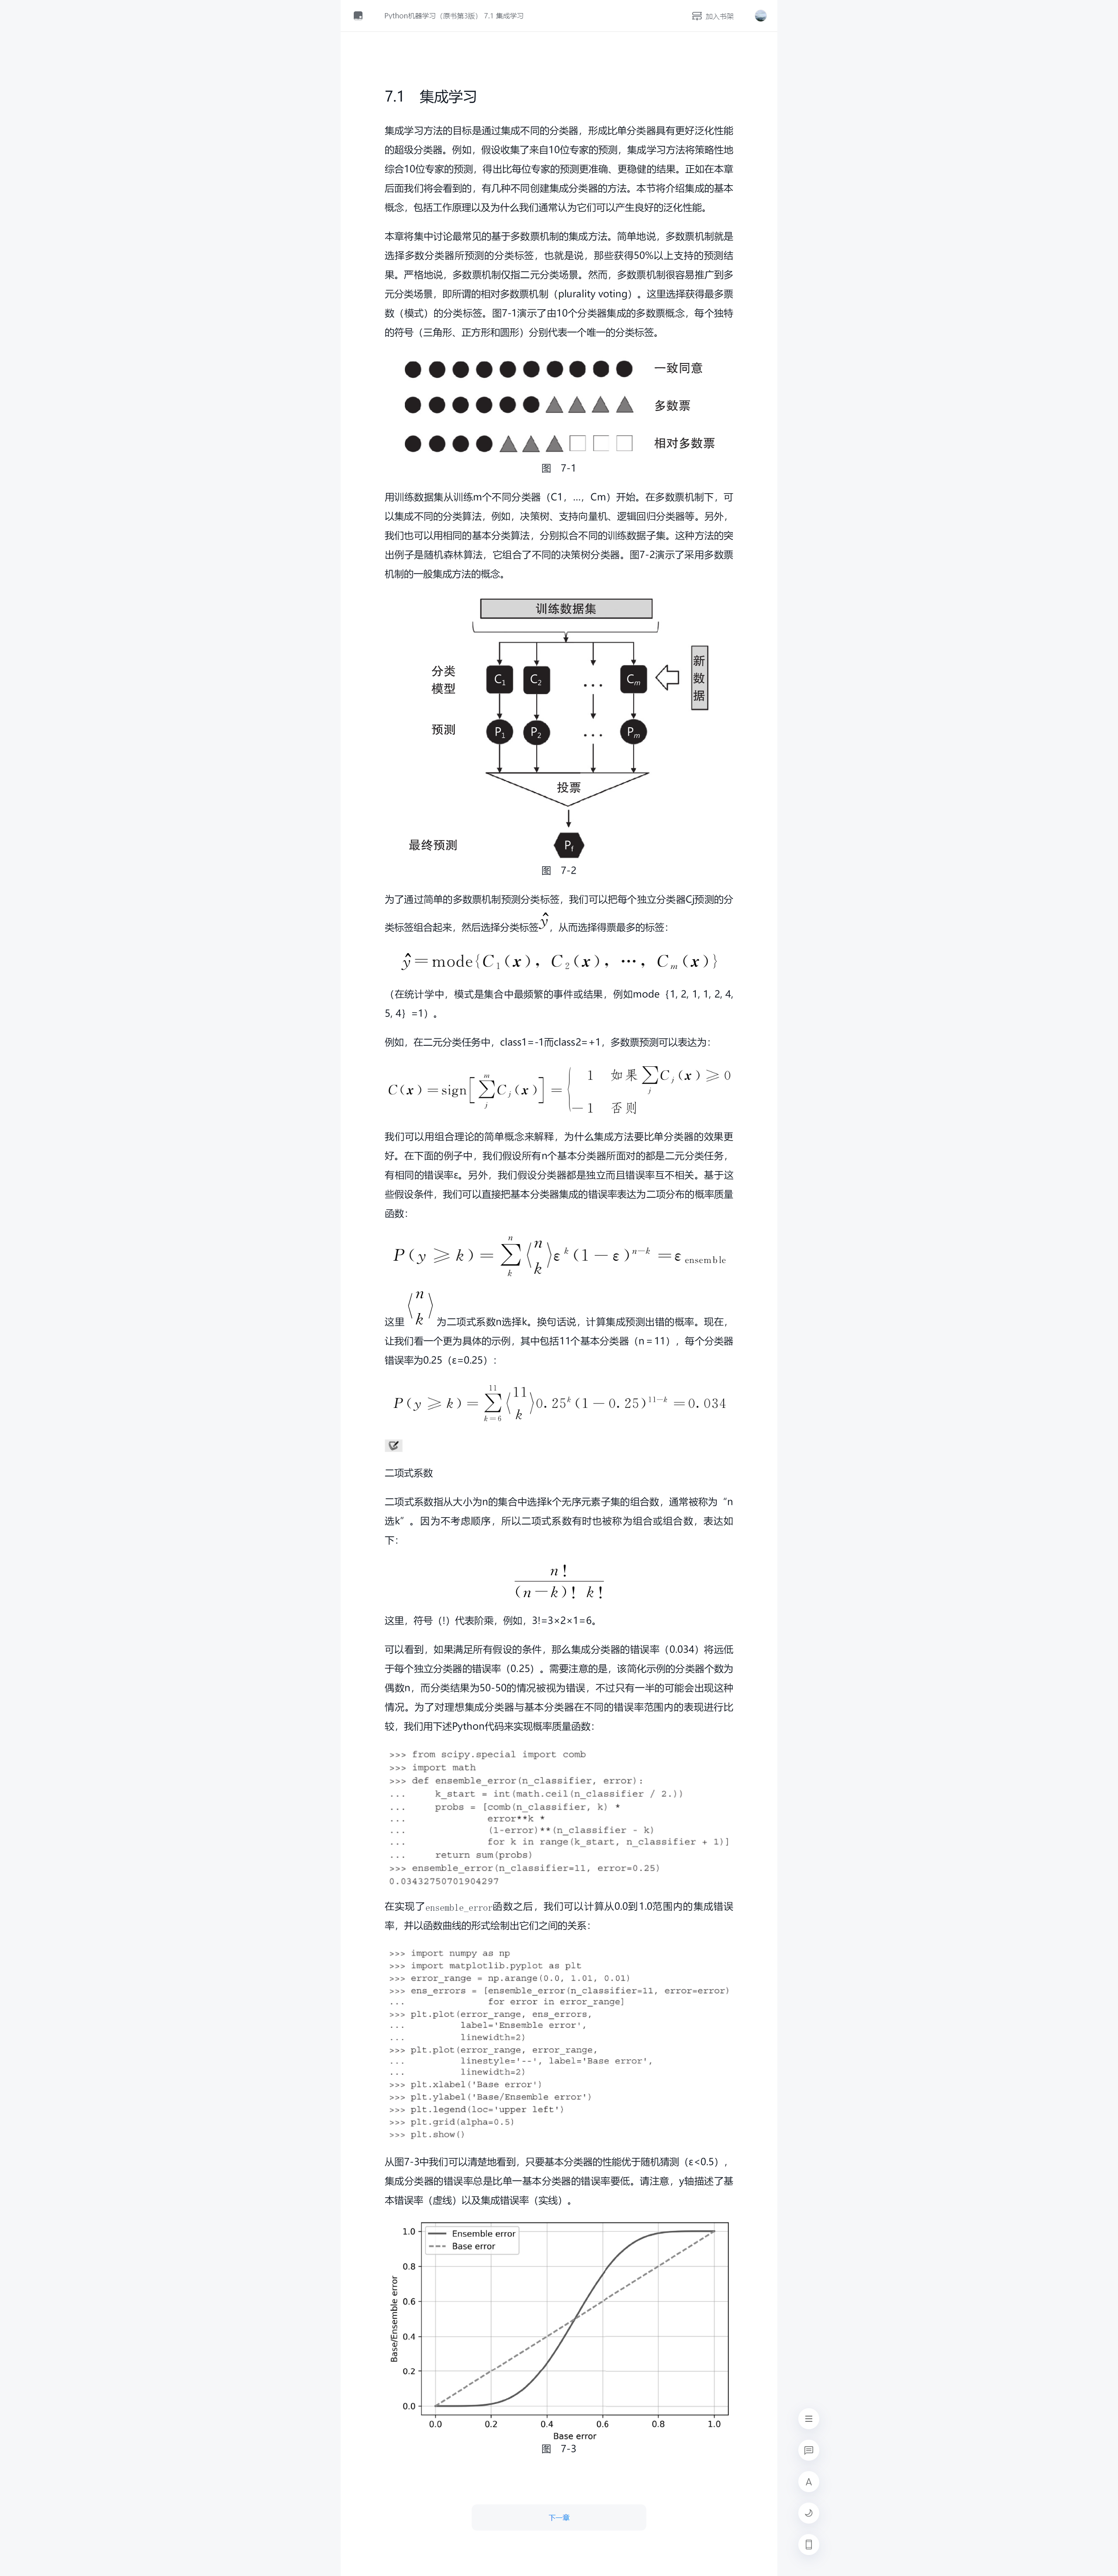 Python机器学习（原书第3版） 7.1 集成学习
加入书架
7.1 集成学习
集成学习方法的目标是通过集成不同的分类器，形成比单分类器具有更好泛化性能
的超级分类器。例如，假设收集了来自10位专家的预测，集成学习方法将策略性地
综合10位专家的预测，得出比每位专家的预测更准确、更稳健的结果。正如在本章
后面我们将会看到的，有几种不同创建集成分类器的方法。本节将介绍集成的基本
概念，包括工作原理以及为什么我们通常认为它们可以产生良好的泛化性能。
本章将集中讨论最常见的基于多数票机制的集成方法。简单地说，多数票机制就是
选择多数分类器所预测的分类标签，也就是说，那些获得50%以上支持的预测结
果。严格地说，多数票机制仅指二元分类场景。然而，多数票机制很容易推广到多
元分类场景，即所谓的相对多数票机制（plurality voting）。这里选择获得最多票
数（模式）的分类标签。图7-1演示了由10个分类器集成的多数票概念，每个独特
的符号（三角形、正方形和圆形）分别代表一个唯一的分类标签。
一致同意
多数票
相对多数票
图 7-1
用训练数据集从训练m个不同分类器（C1，…，Cm）开始。在多数票机制下，可
以集成不同的分类算法，例如，决策树、支持向量机、逻辑回归分类器等。另外，
我们也可以用相同的基本分类算法，分别拟合不同的训练数据子集。这种方法的突
出例子是随机森林算法，它组合了不同的决策树分类器。图7-2演示了采用多数票
机制的一般集成方法的概念。
训练数据集
分类
模型
C1 C2 … Cm
新
数
据
预测
P1 P2 … Pm
投票
最终预测
Pf
图 7-2
为了通过简单的多数票机制预测分类标签，我们可以把每个独立分类器Cj预测的分
类标签组合起来，然后选择分类标签ŷ，从而选择得票最多的标签：
ŷ=mode{C1(x)，C2(x)，…，Cm(x)}
（在统计学中，模式是集合中最频繁的事件或结果，例如mode｛1, 2, 1, 1, 2, 4,
5, 4｝=1）。
例如，在二元分类任务中，class1=-1而class2=+1，多数票预测可以表达为：
C(x)=sign[∑_j^m C_j(x)]={ 1 如果∑_j C_j(x)≥0
−1 否则
我们可以用组合理论的简单概念来解释，为什么集成方法要比单分类器的效果更
好。在下面的例子中，我们假设所有n个基本分类器所面对的都是二元分类任务，
有相同的错误率ε。另外，我们假设分类器都是独立而且错误率互不相关。基于这
些假设条件，我们可以直接把基本分类器集成的错误率表达为二项分布的概率质量
函数：
P(y≥k)=∑_k^n ⟨n k⟩ε^k(1−ε)^{n−k}=ε_ensemble
这里⟨n k⟩为二项式系数n选择k。换句话说，计算集成预测出错的概率。现在，
让我们看一个更为具体的示例，其中包括11个基本分类器（n＝11），每个分类器
错误率为0.25（ε=0.25）：
P(y≥k)=∑_{k=6}^{11} ⟨11 k⟩0.25^k(1−0.25)^{11−k}=0.034
二项式系数
二项式系数指从大小为n的集合中选择k个无序元素子集的组合数，通常被称为“n
选k”。因为不考虑顺序，所以二项式系数有时也被称为组合或组合数，表达如
下：
n!
(n−k)! k!
这里，符号（!）代表阶乘，例如，3!=3×2×1=6。
可以看到，如果满足所有假设的条件，那么集成分类器的错误率（0.034）将远低
于每个独立分类器的错误率（0.25）。需要注意的是，该简化示例的分类器个数为
偶数n，而分类结果为50-50的情况被视为错误，不过只有一半的可能会出现这种
情况。为了对理想集成分类器与基本分类器在不同的错误率范围内的表现进行比
较，我们用下述Python代码来实现概率质量函数：
>>> from scipy.special import comb
>>> import math
>>> def ensemble_error(n_classifier, error):
...     k_start = int(math.ceil(n_classifier / 2.))
...     probs = [comb(n_classifier, k) *
...              error**k *
...              (1-error)**(n_classifier - k)
...              for k in range(k_start, n_classifier + 1)]
...     return sum(probs)
>>> ensemble_error(n_classifier=11, error=0.25)
0.03432750701904297
在实现了ensemble_error函数之后，我们可以计算从0.0到1.0范围内的集成错误
率，并以函数曲线的形式绘制出它们之间的关系：
>>> import numpy as np
>>> import matplotlib.pyplot as plt
>>> error_range = np.arange(0.0, 1.01, 0.01)
>>> ens_errors = [ensemble_error(n_classifier=11, error=error)
...               for error in error_range]
>>> plt.plot(error_range, ens_errors,
...          label='Ensemble error',
...          linewidth=2)
>>> plt.plot(error_range, error_range,
...          linestyle='--', label='Base error',
...          linewidth=2)
>>> plt.xlabel('Base error')
>>> plt.ylabel('Base/Ensemble error')
>>> plt.legend(loc='upper left')
>>> plt.grid(alpha=0.5)
>>> plt.show()
从图7-3中我们可以清楚地看到，只要基本分类器的性能优于随机猜测（ε<0.5），
集成分类器的错误率总是比单一基本分类器的错误率要低。请注意，y轴描述了基
本错误率（虚线）以及集成错误率（实线）。
Ensemble error
Base error
Base/Ensemble error
1.0
0.8
0.6
0.4
0.2
0.0
0.0 0.2 0.4 0.6 0.8 1.0
Base error
图 7-3
下一章
A